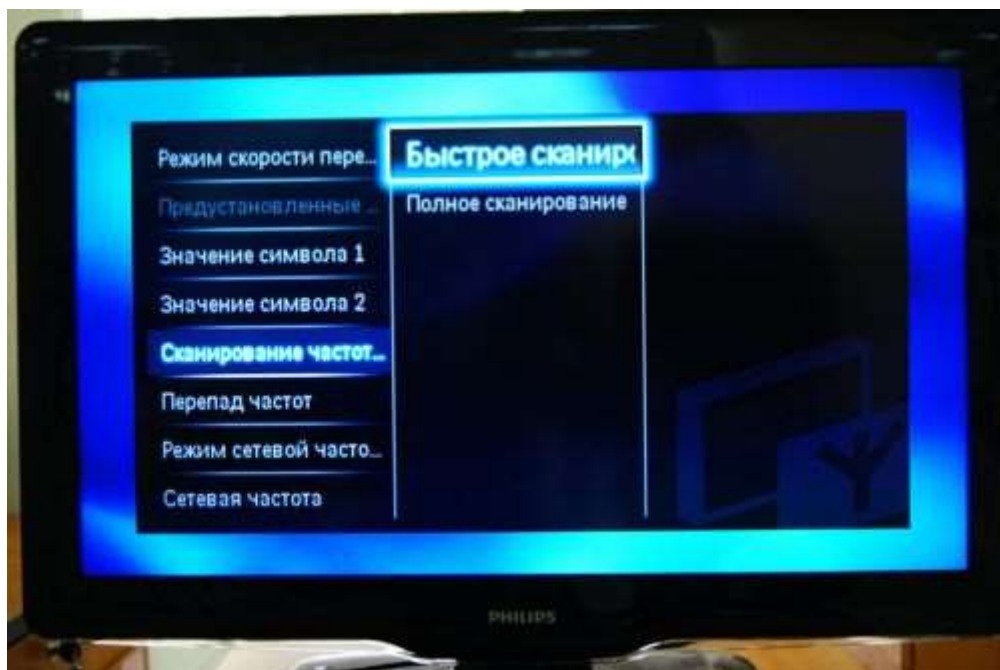 Режим скорости пере...
Быстрое сканиро
Предустановленные ...
Полное сканирование
Значение символа 1
Значение символа 2
Сканирование частот...
Перепад частот
Режим сетевой часто...
Сетевая частота
PHILIPS